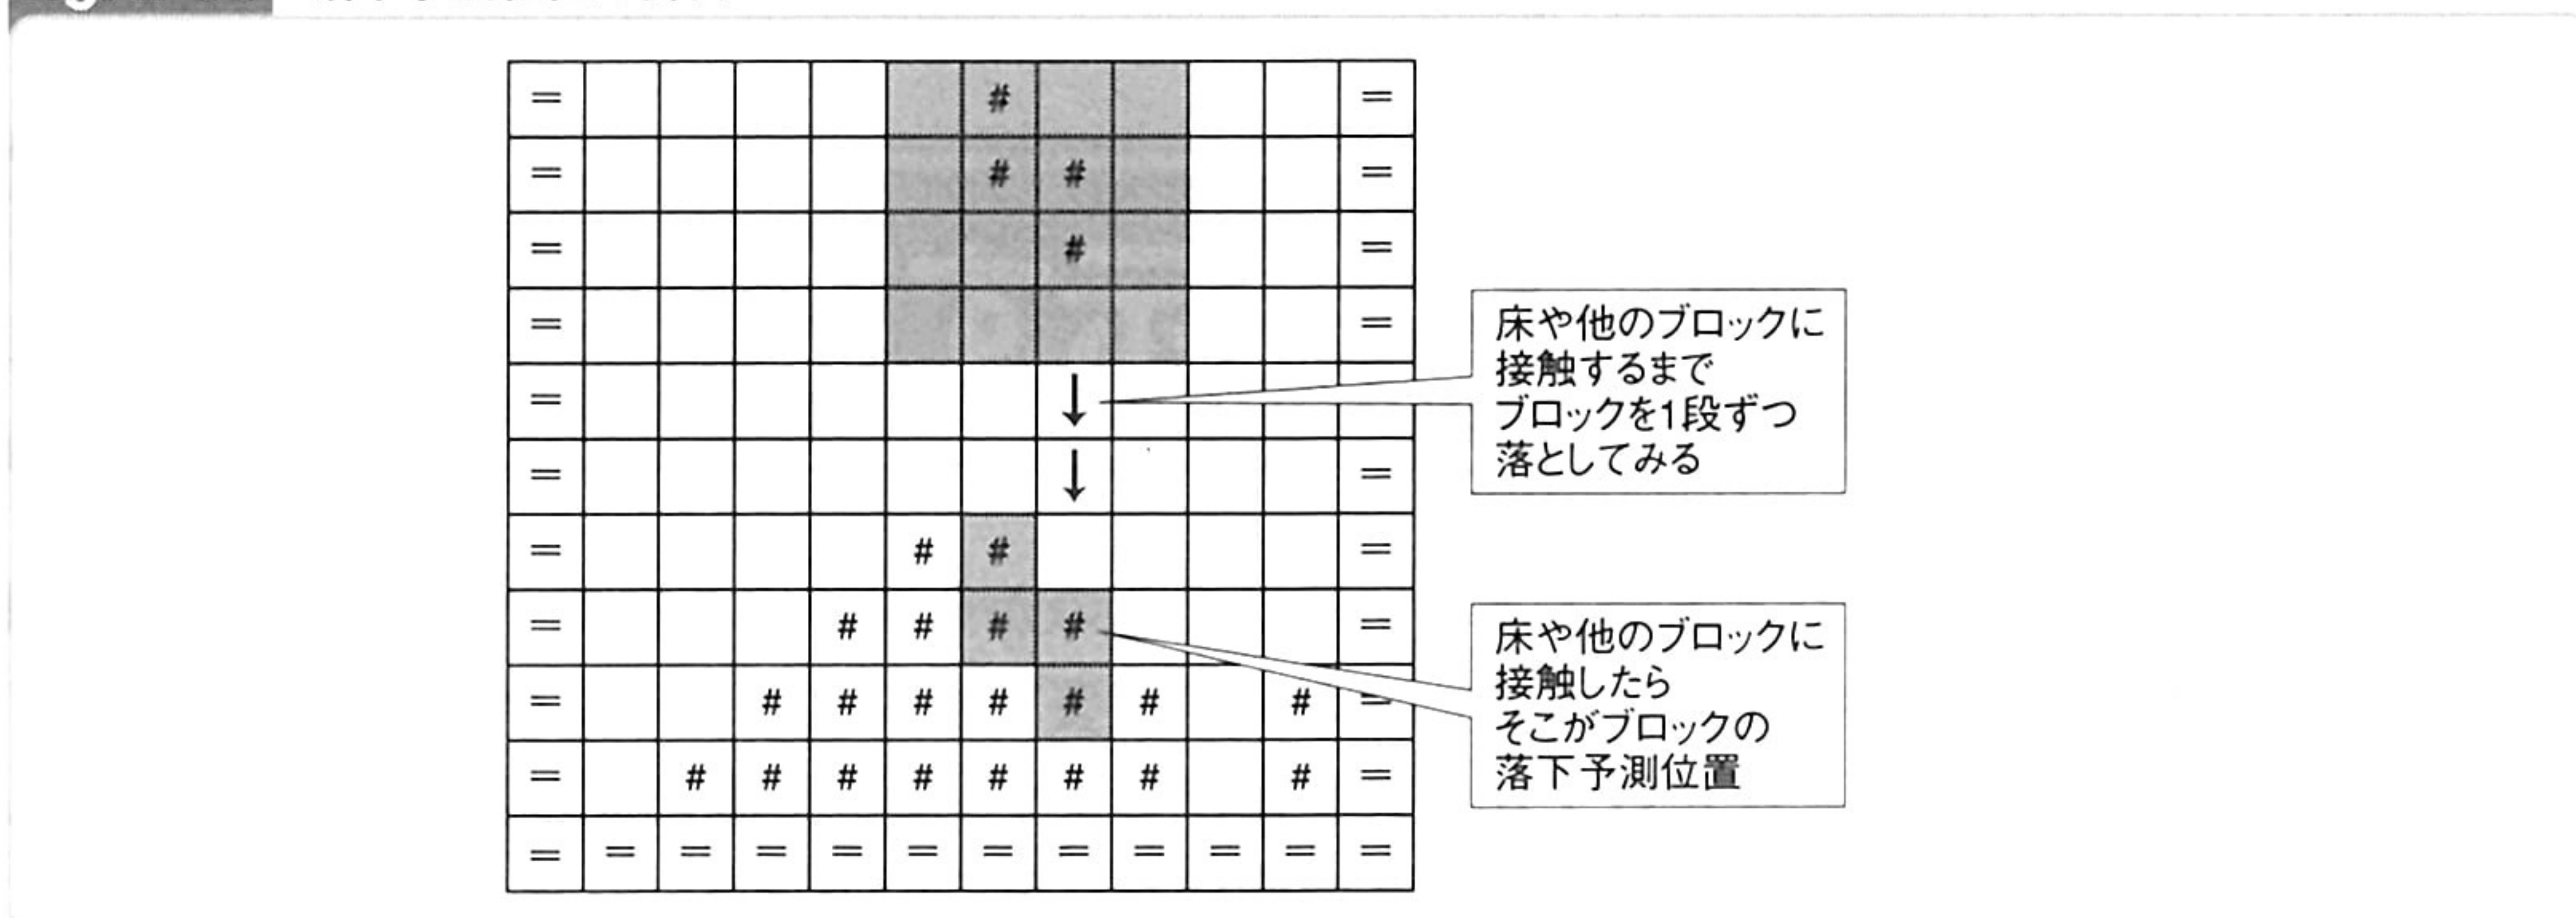 = # =
= # # =
= # =
= =
= ↓
= ↓ =
= # # =
= # # # # =
= # # # # # # # =
= # # # # # # # # =
= = = = = = = = = = = =
床や他のブロックに
接触するまで
ブロックを1段ずつ
落としてみる
床や他のブロックに
接触したら
そこがブロックの
落下予測位置